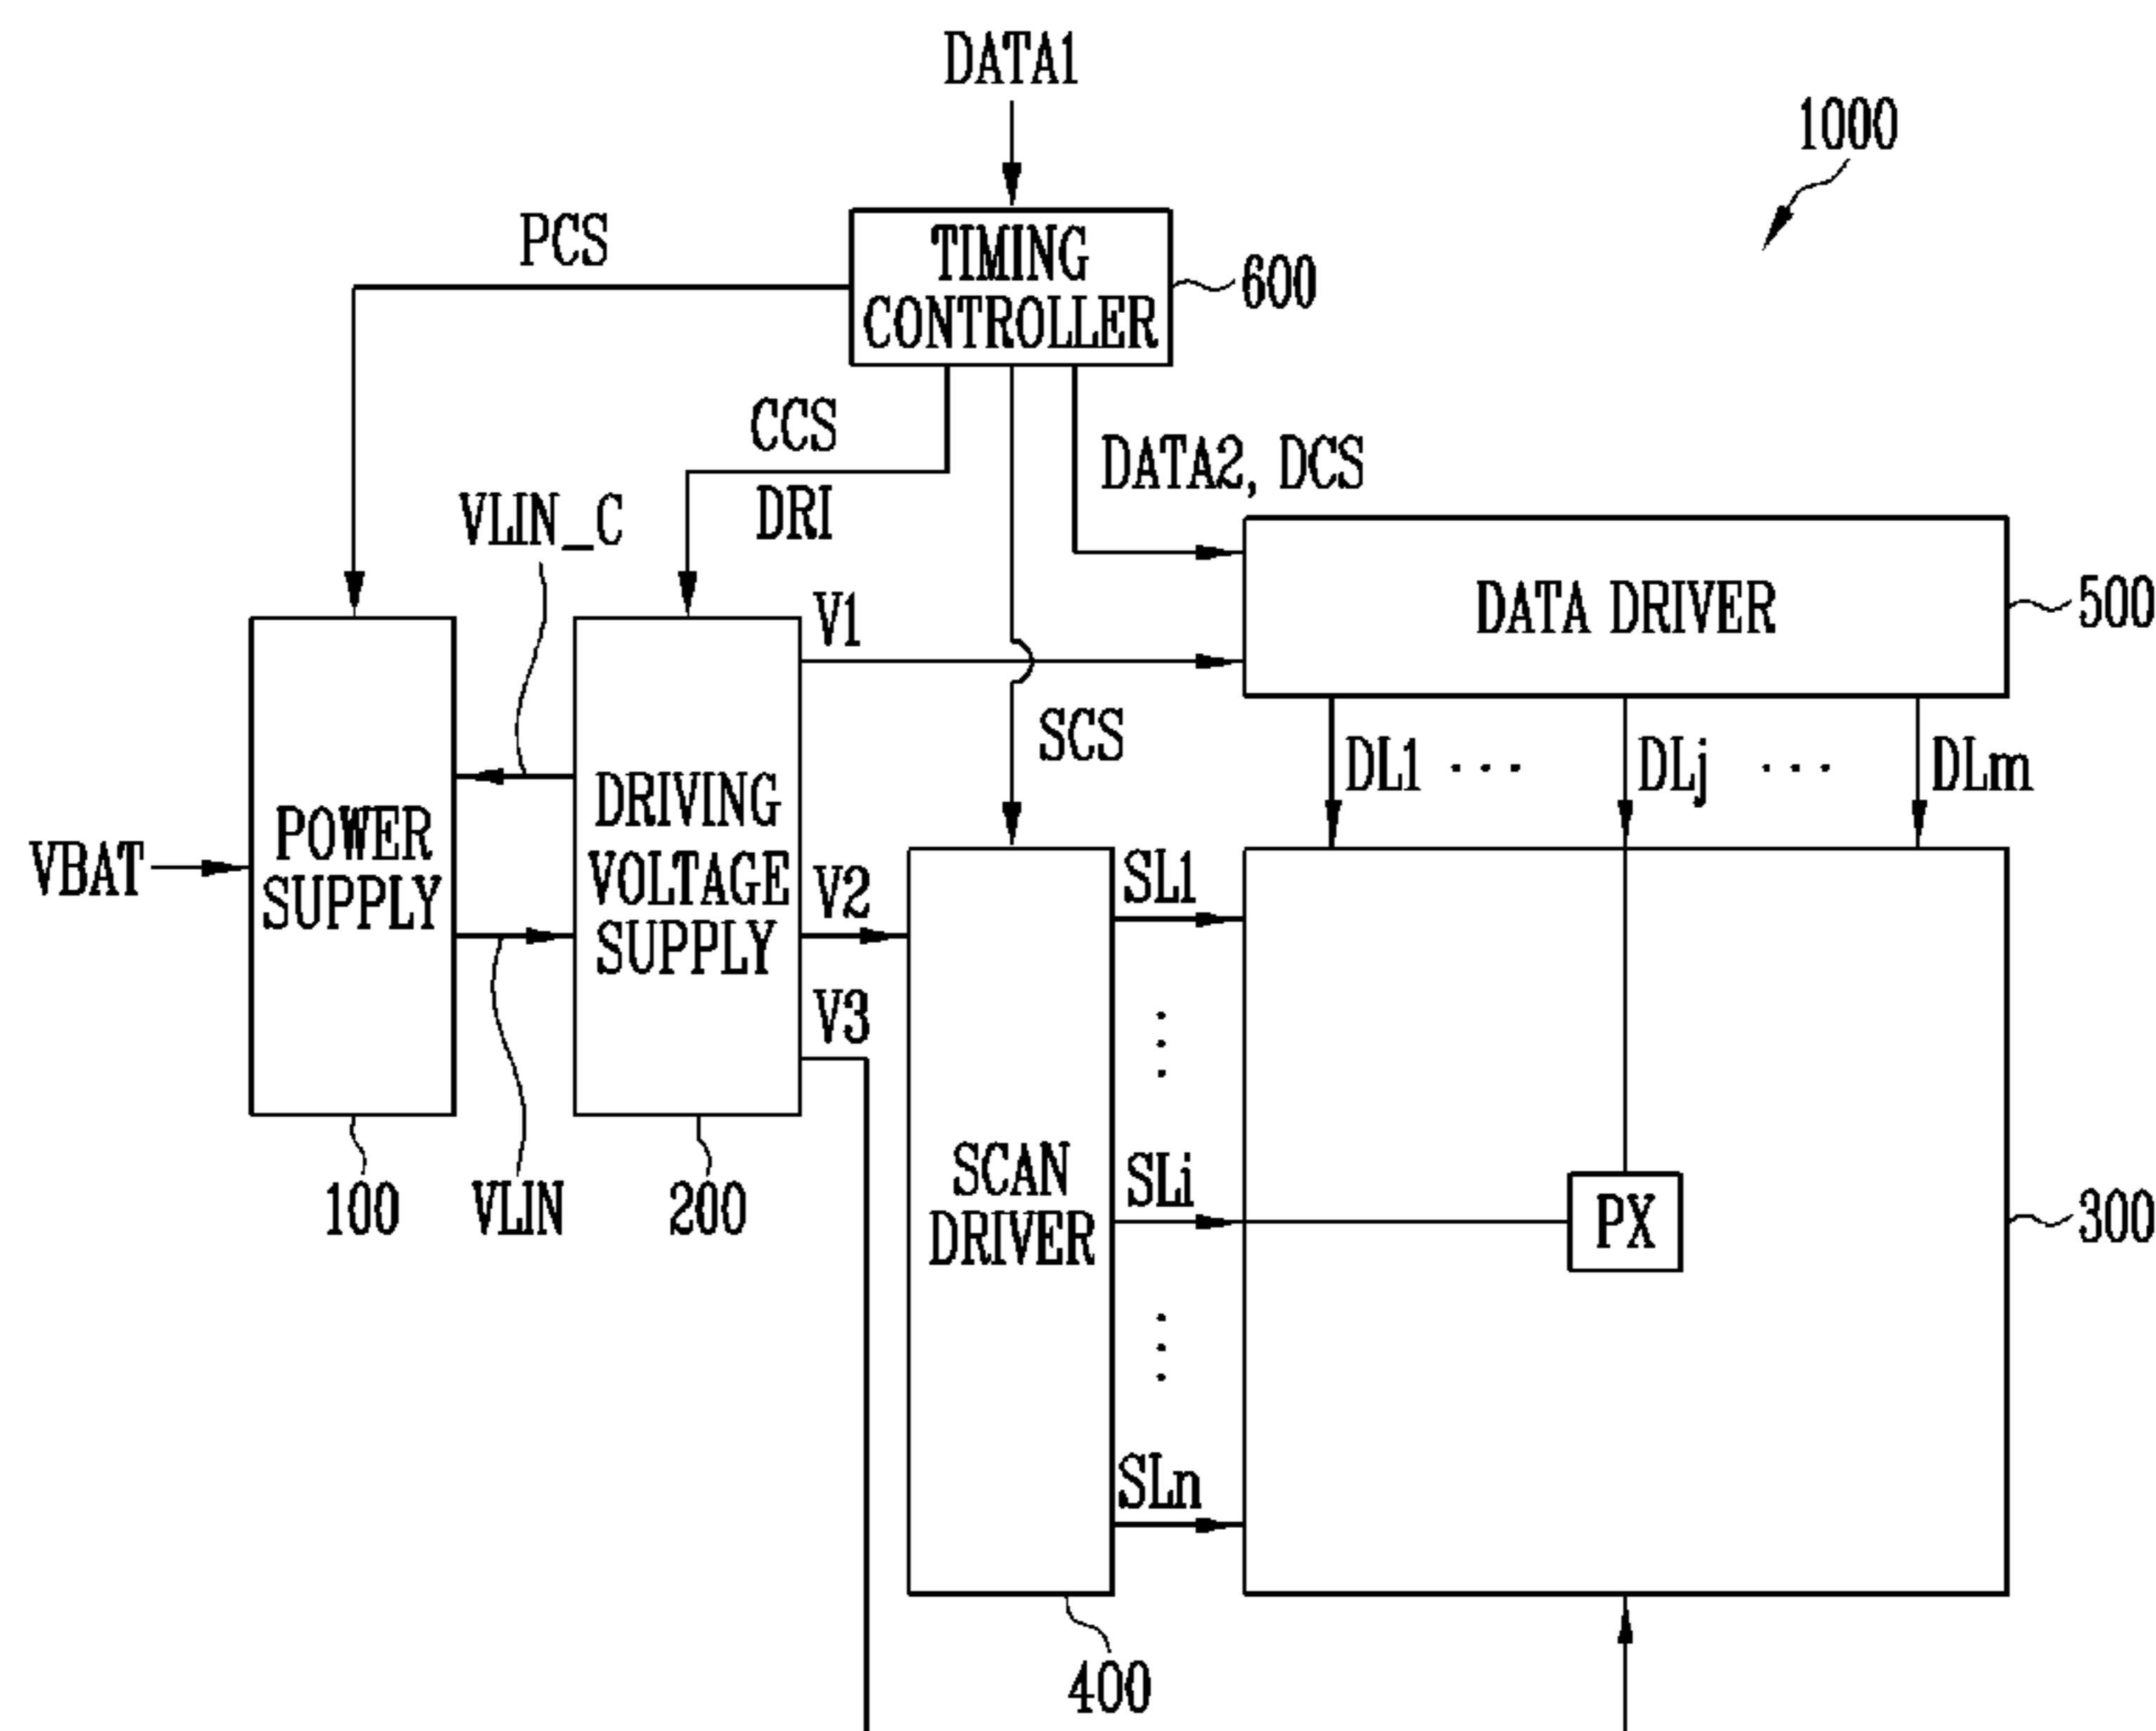 DATA1
1000
PCS
TIMING
CONTROLLER
600
CCS
DRI
DATA2, DCS
VLIN_C
V1
DATA DRIVER
500
SCS
DL1 ... DLj ... DLm
VBAT
POWER
SUPPLY
DRIVING
VOLTAGE
SUPPLY
V2
V3
SL1
SCAN
DRIVER
SLi
PX
300
100
VLIN
200
SLn
400